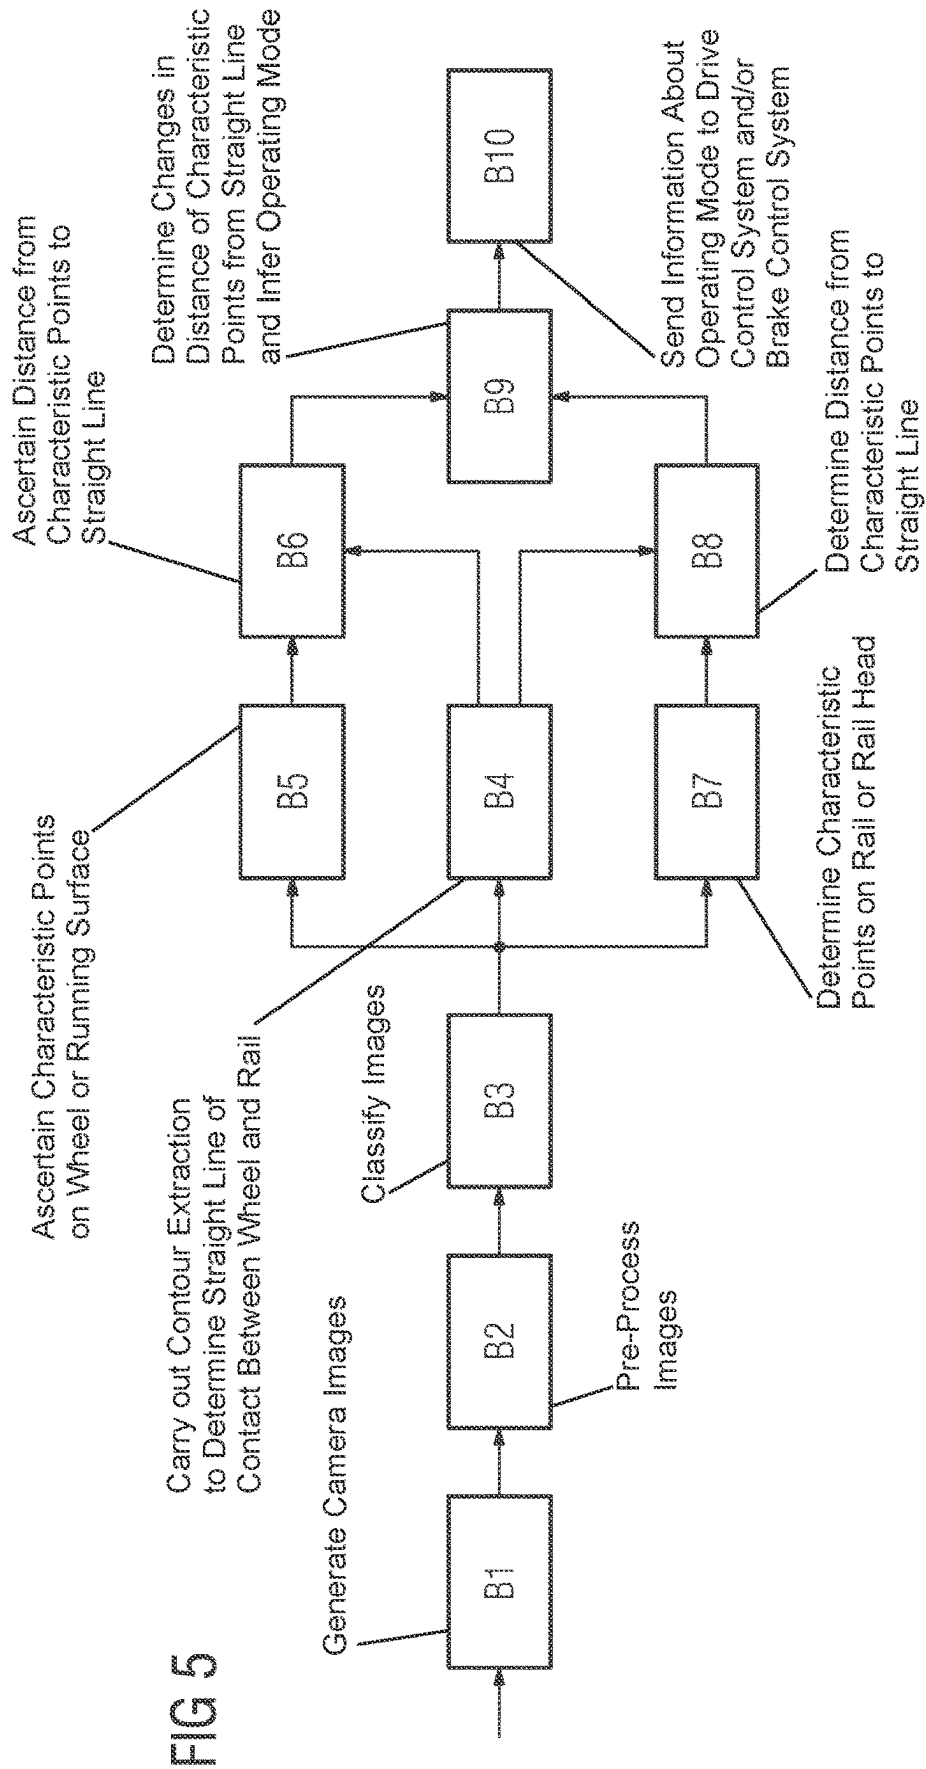 FIG 5
Generate Camera Images
B1
B2
Pre-Process
Images
Classify Images
B3
Carry out Contour Extraction
to Determine Straight Line of
Contact Between Wheel and Rail
B4
Ascertain Characteristic Points
on Wheel or Running Surface
B5
Ascertain Distance from
Characteristic Points to
Straight Line
B6
B7
Determine Characteristic
Points on Rail or Rail Head
B8
Determine Distance from
Characteristic Points to
Straight Line
Determine Changes in
Distance of Characteristic
Points from Straight Line
and Infer Operating Mode
B9
B10
Send Information About
Operating Mode to Drive
Control System and/or
Brake Control System